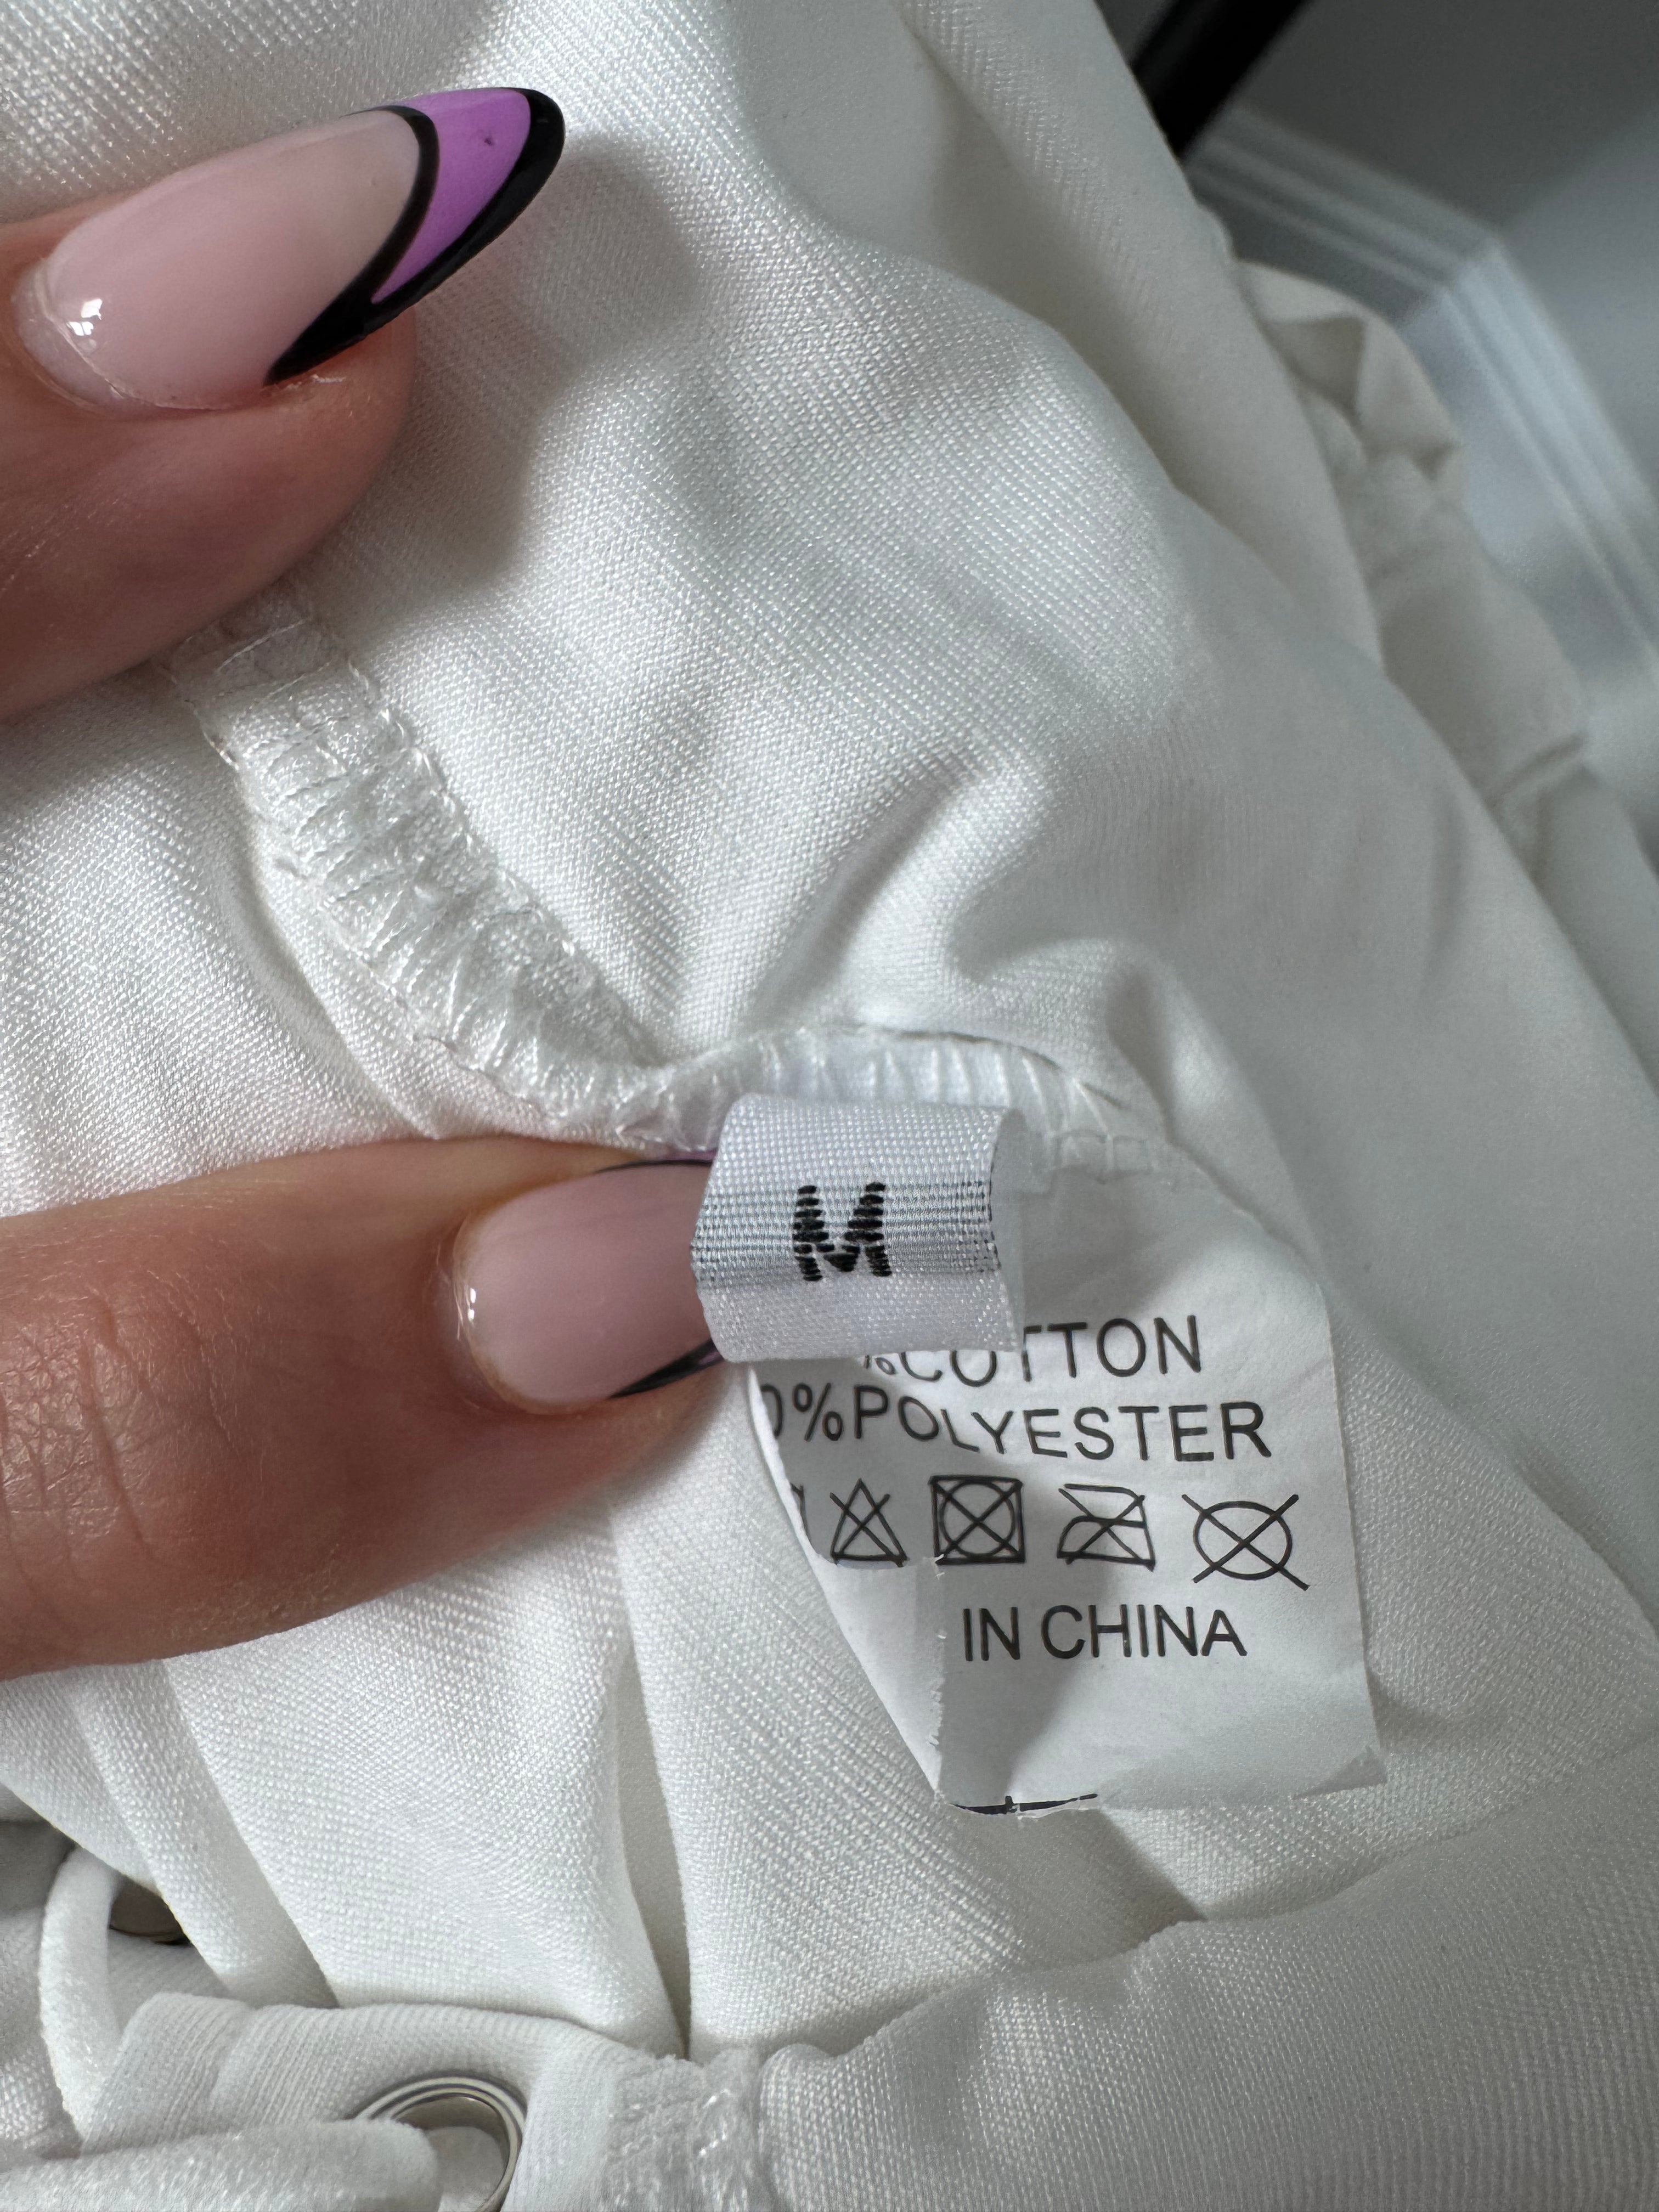 M
%COTTON
0%POLYESTER
IN CHINA